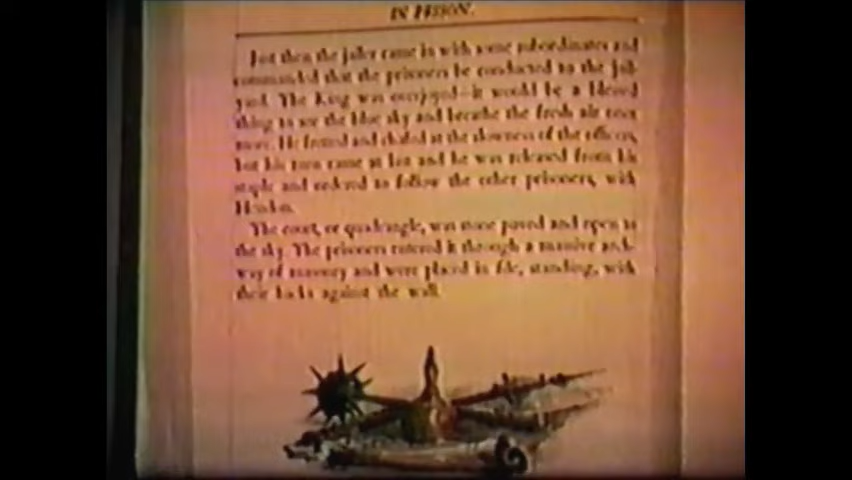 IN PRISON.
Just then the jailer came in with some subordinates and
commanded that the prisoners be conducted to the jail-
yard. The King was overjoyed—it would be a blessed
thing to see the blue sky and breathe the fresh air once
more. He fretted and chafed at the slowness of the officers,
but his turn came at last and he was released from his
staple and ordered to follow the other prisoners, with
Hendon.
The court, or quadrangle, was stone paved and open to
the sky. The prisoners entered it through a massive arch-
way of masonry and were placed in file, standing, with
their backs against the wall.